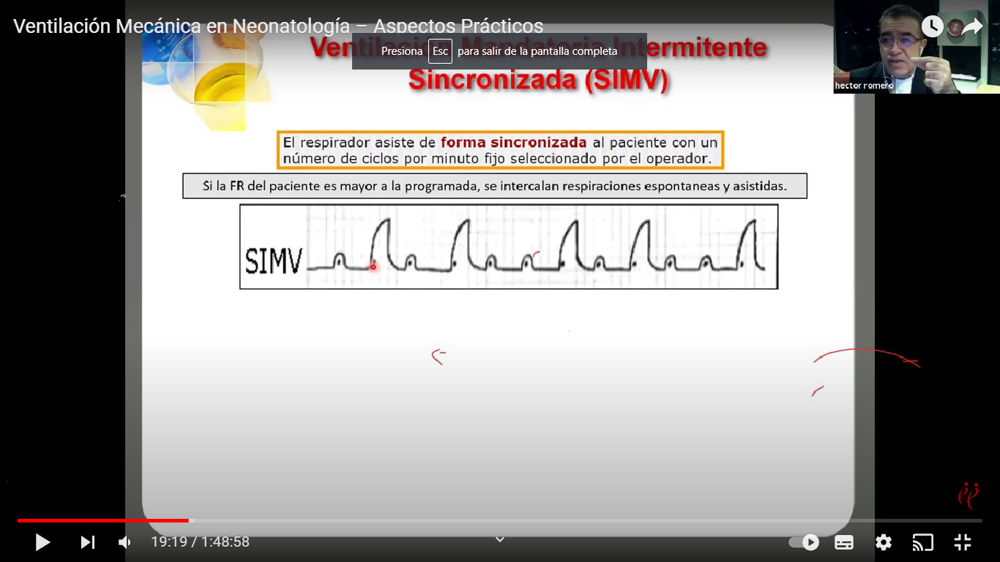 Ventilación Mecánica en Neonatología – Aspectos Prácticos
Ventilación Mandatoria Intermitente
Presiona Esc para salir de la pantalla completa
Sincronizada (SIMV)
hector romero
El respirador asiste de forma sincronizada al paciente con un
número de ciclos por minuto fijo seleccionado por el operador.
Si la FR del paciente es mayor a la programada, se intercalan respiraciones espontaneas y asistidas.
SIMV
19:19 / 1:48:58